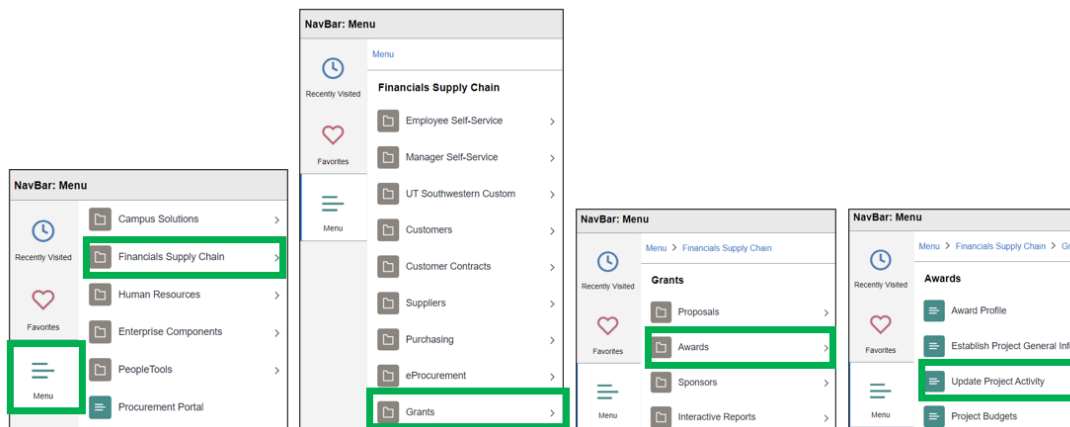 NavBar: Menu
Recently Visited
Favorites
Menu
Campus Solutions
Financials Supply Chain
Human Resources
Enterprise Components
PeopleTools
Procurement Portal
NavBar: Menu
Recently Visited
Favorites
Menu
Menu
Financials Supply Chain
Employee Self-Service
Manager Self-Service
UT Southwestern Custom
Customers
Customer Contracts
Suppliers
Purchasing
eProcurement
Grants
NavBar: Menu
Recently Visited
Favorites
Menu
Menu > Financials Supply Chain
Grants
Proposals
Awards
Sponsors
Interactive Reports
NavBar: Menu
Recently Visited
Favorites
Menu
Menu > Financials Supply Chain >
Awards
Award Profile
Establish Project General
Update Project Activity
Project Budgets